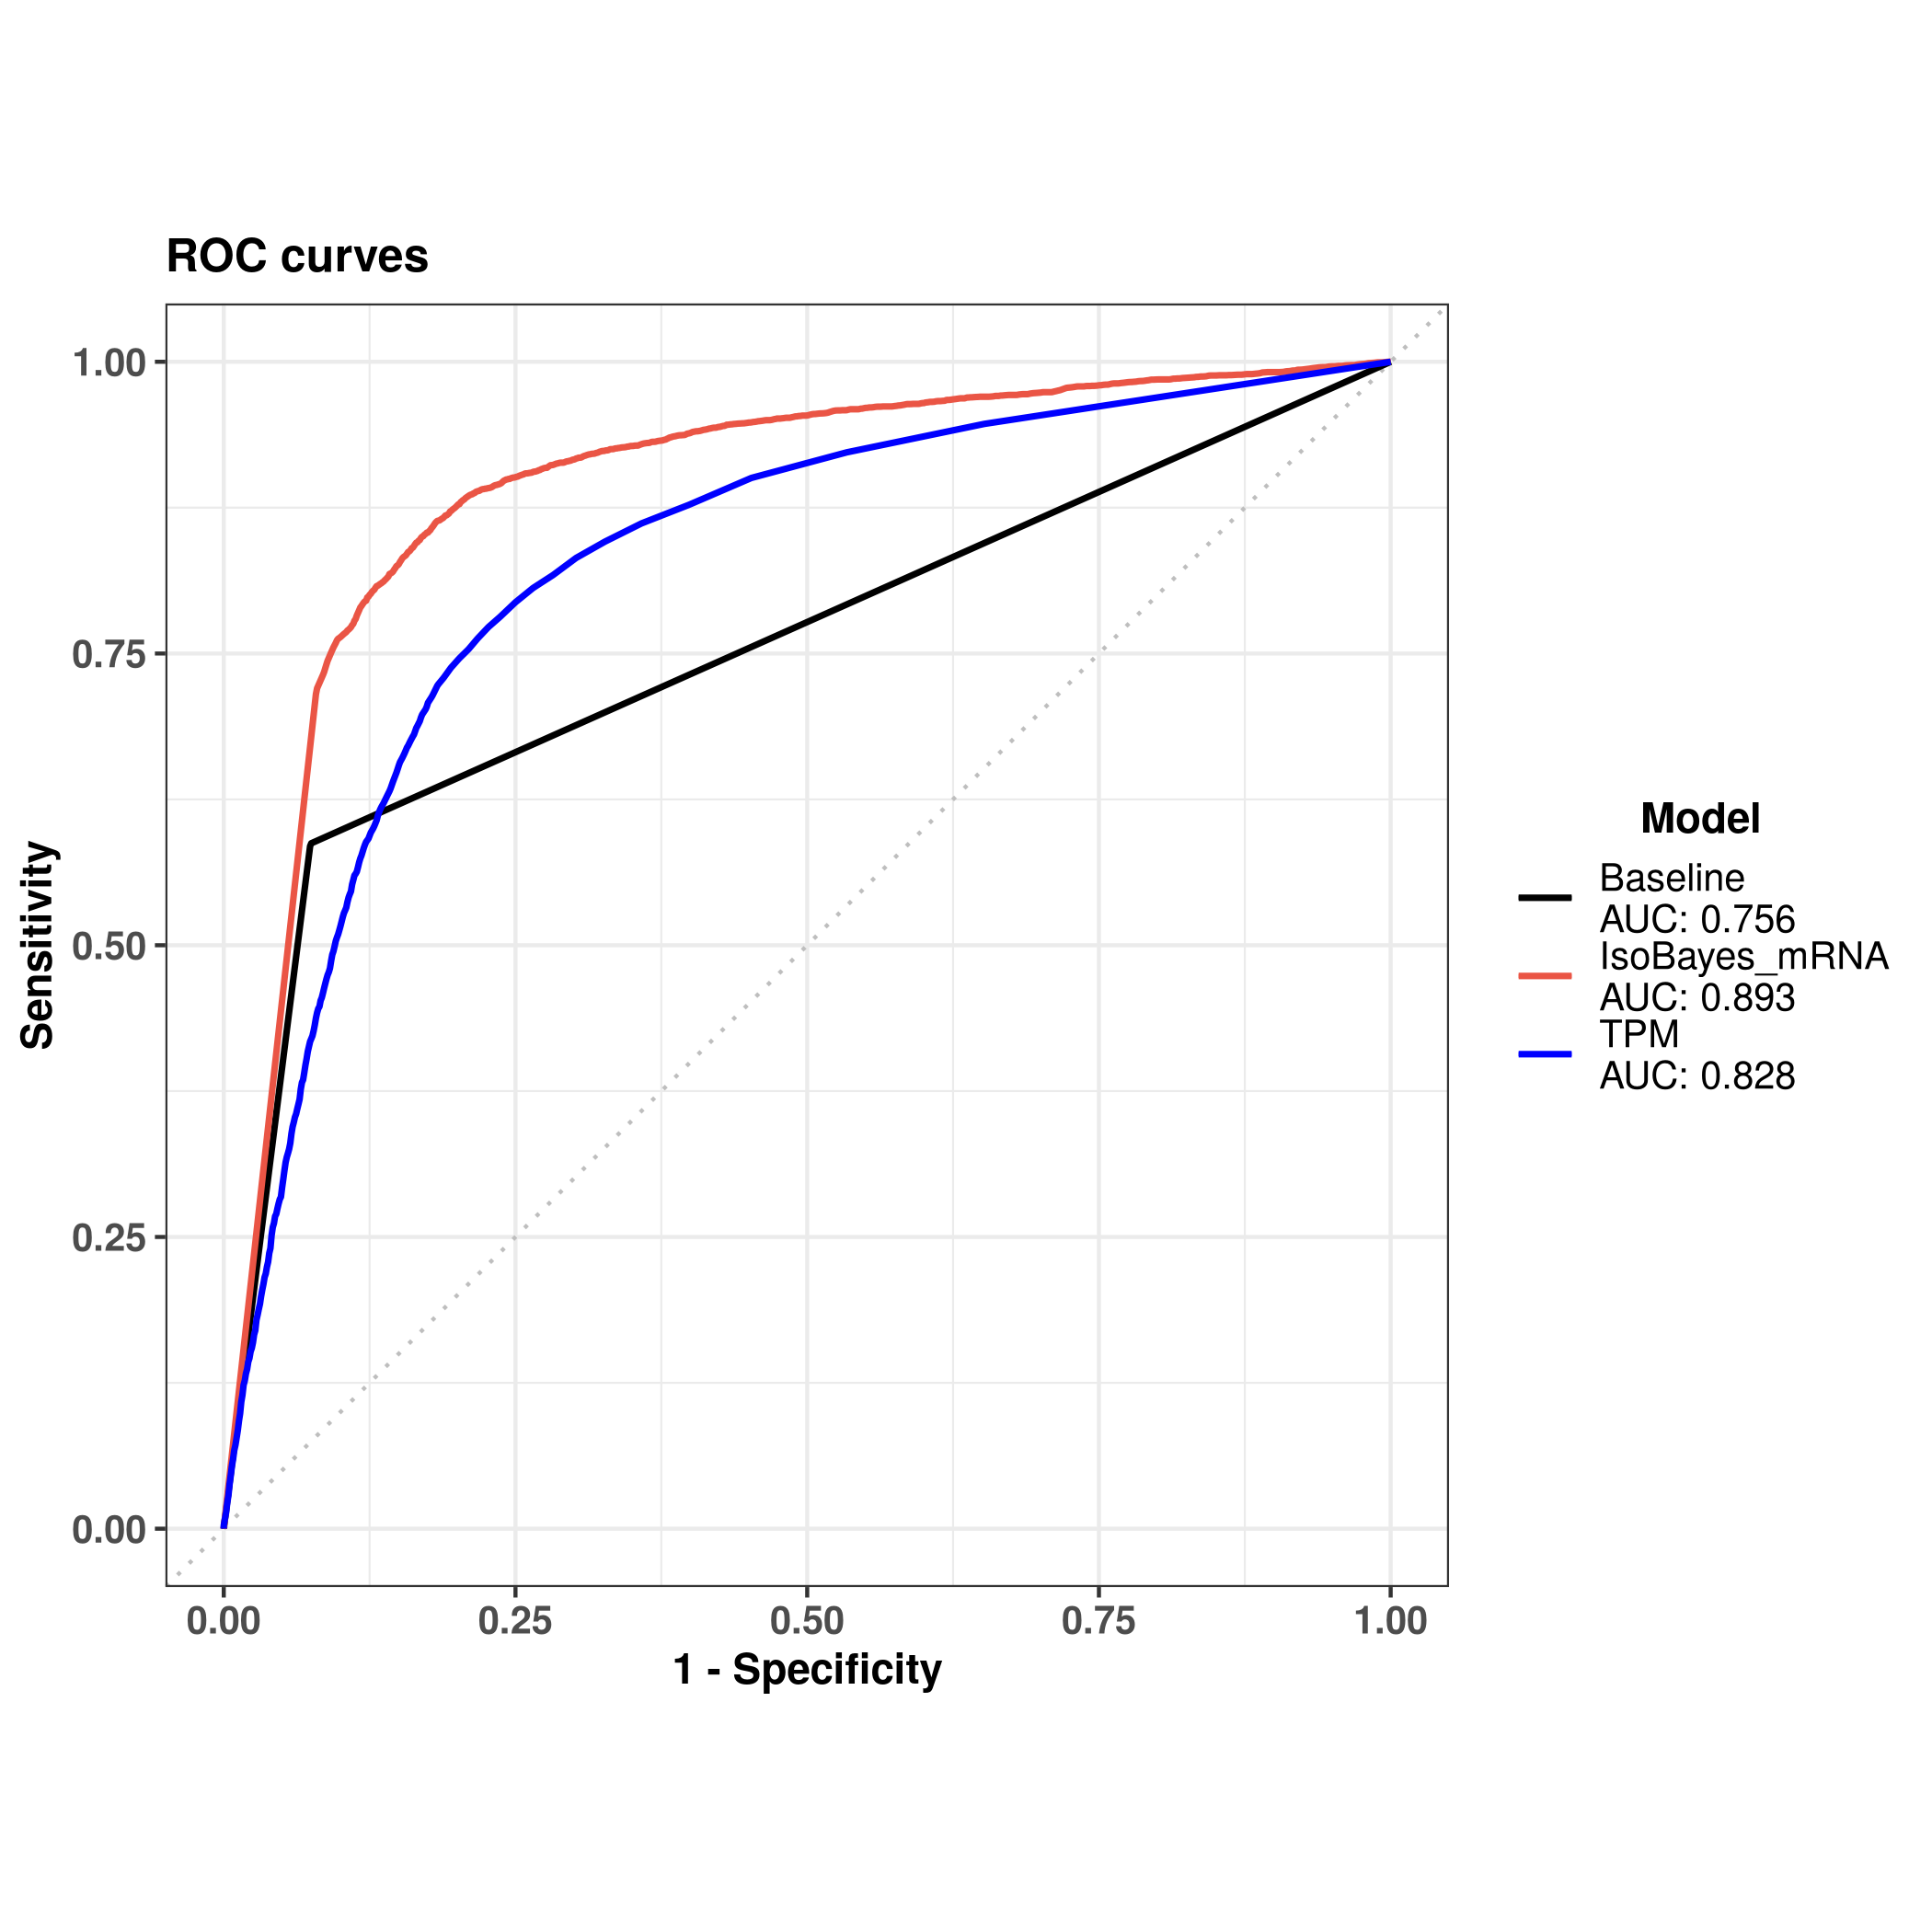 ROC curves
1.00
0.75
0.50
0.25
0.00
Sensitivity
0.00 0.25 0.50 0.75 1.00
1 - Specificity
Model
Baseline
AUC: 0.756
IsoBayes_mRNA
AUC: 0.893
TPM
AUC: 0.828